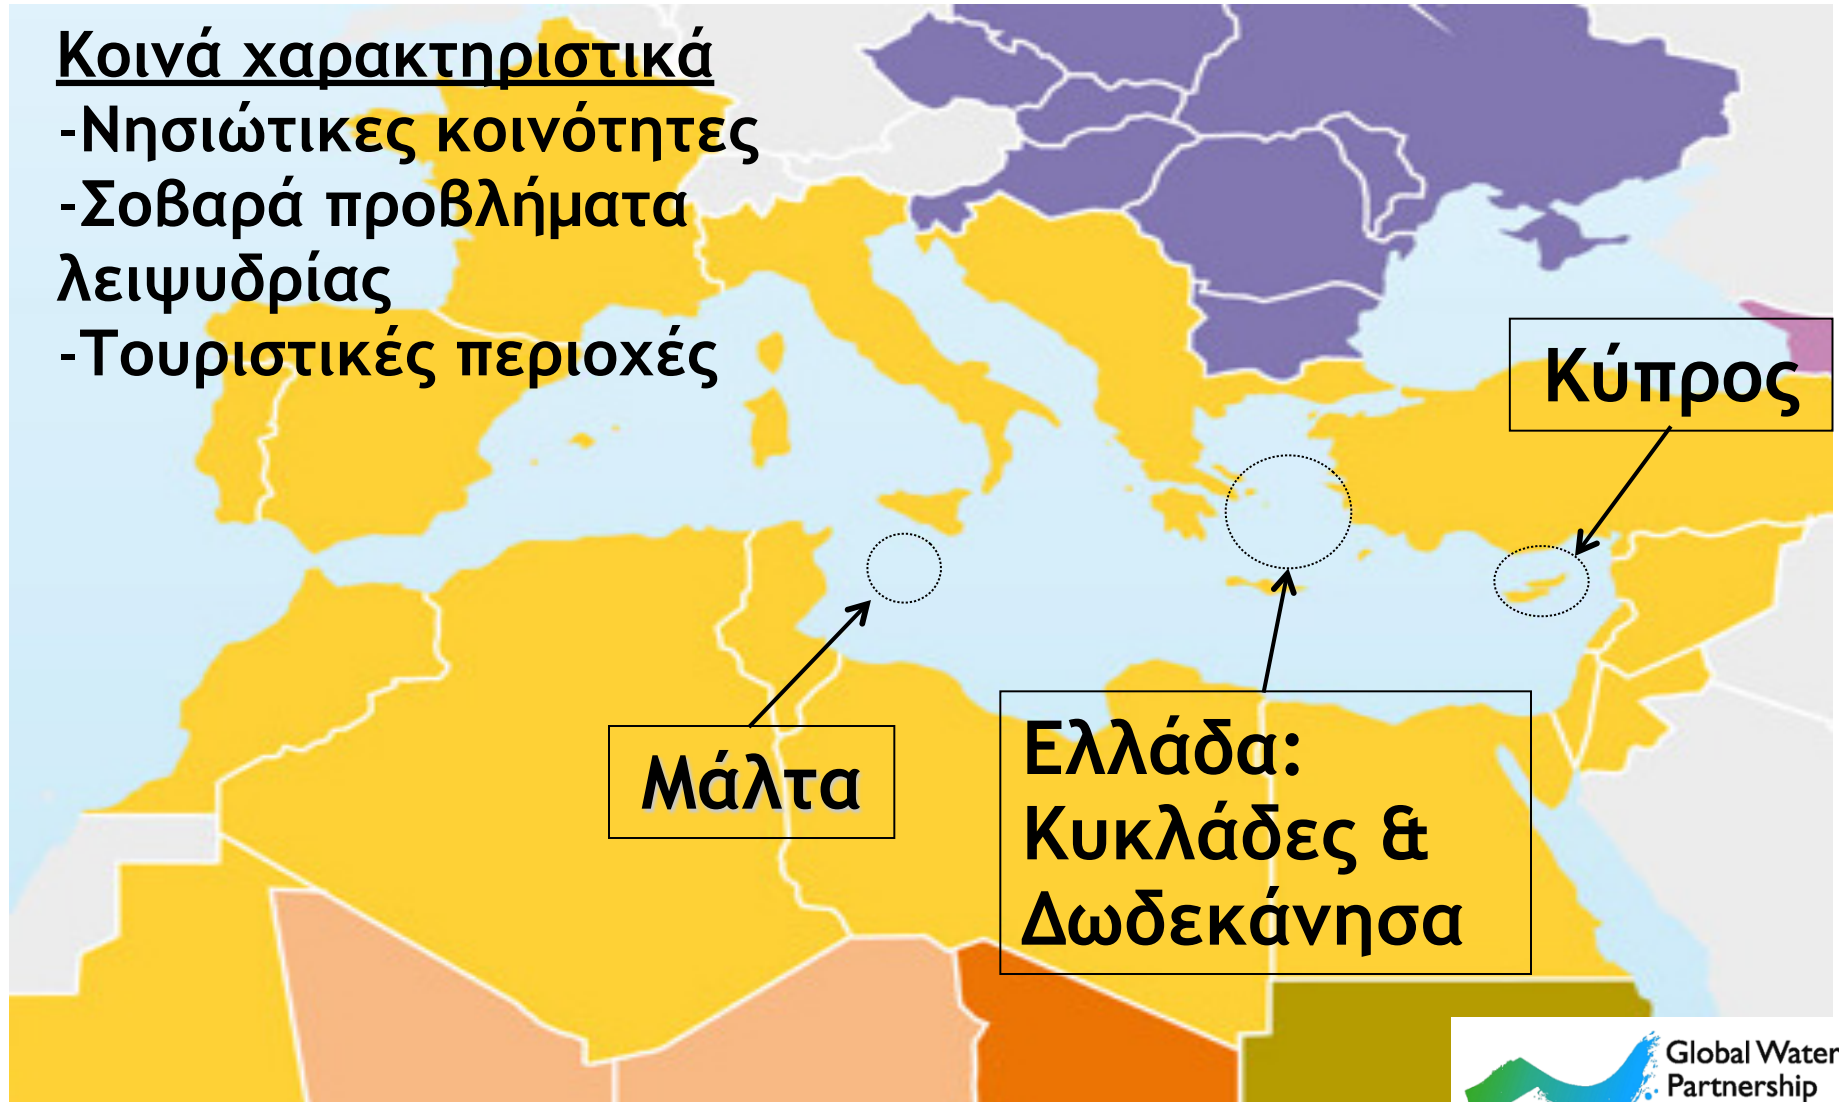 Κοινά χαρακτηριστικά
-Νησιώτικες κοινότητες
-Σοβαρά προβλήματα
λειψυδρίας
-Τουριστικές περιοχές
Κύπρος
Μάλτα
Ελλάδα:
Κυκλάδες &
Δωδεκάνησα
Global Water
Partnership